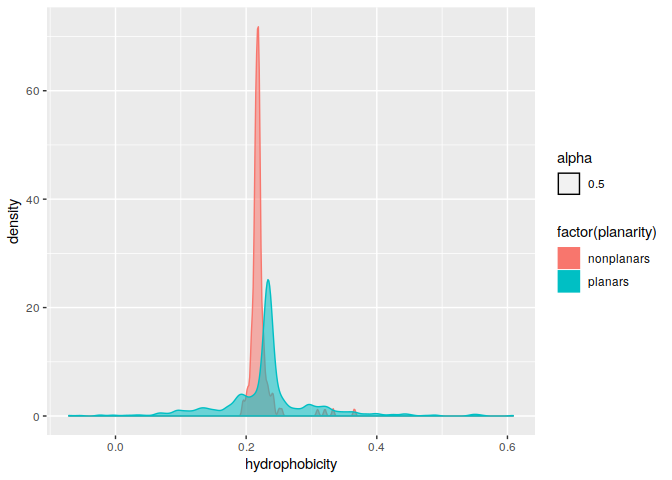 60
40
20
0
density
0.0 0.2 0.4 0.6
hydrophobicity
alpha
0.5
factor(planarity)
nonplanars
planars